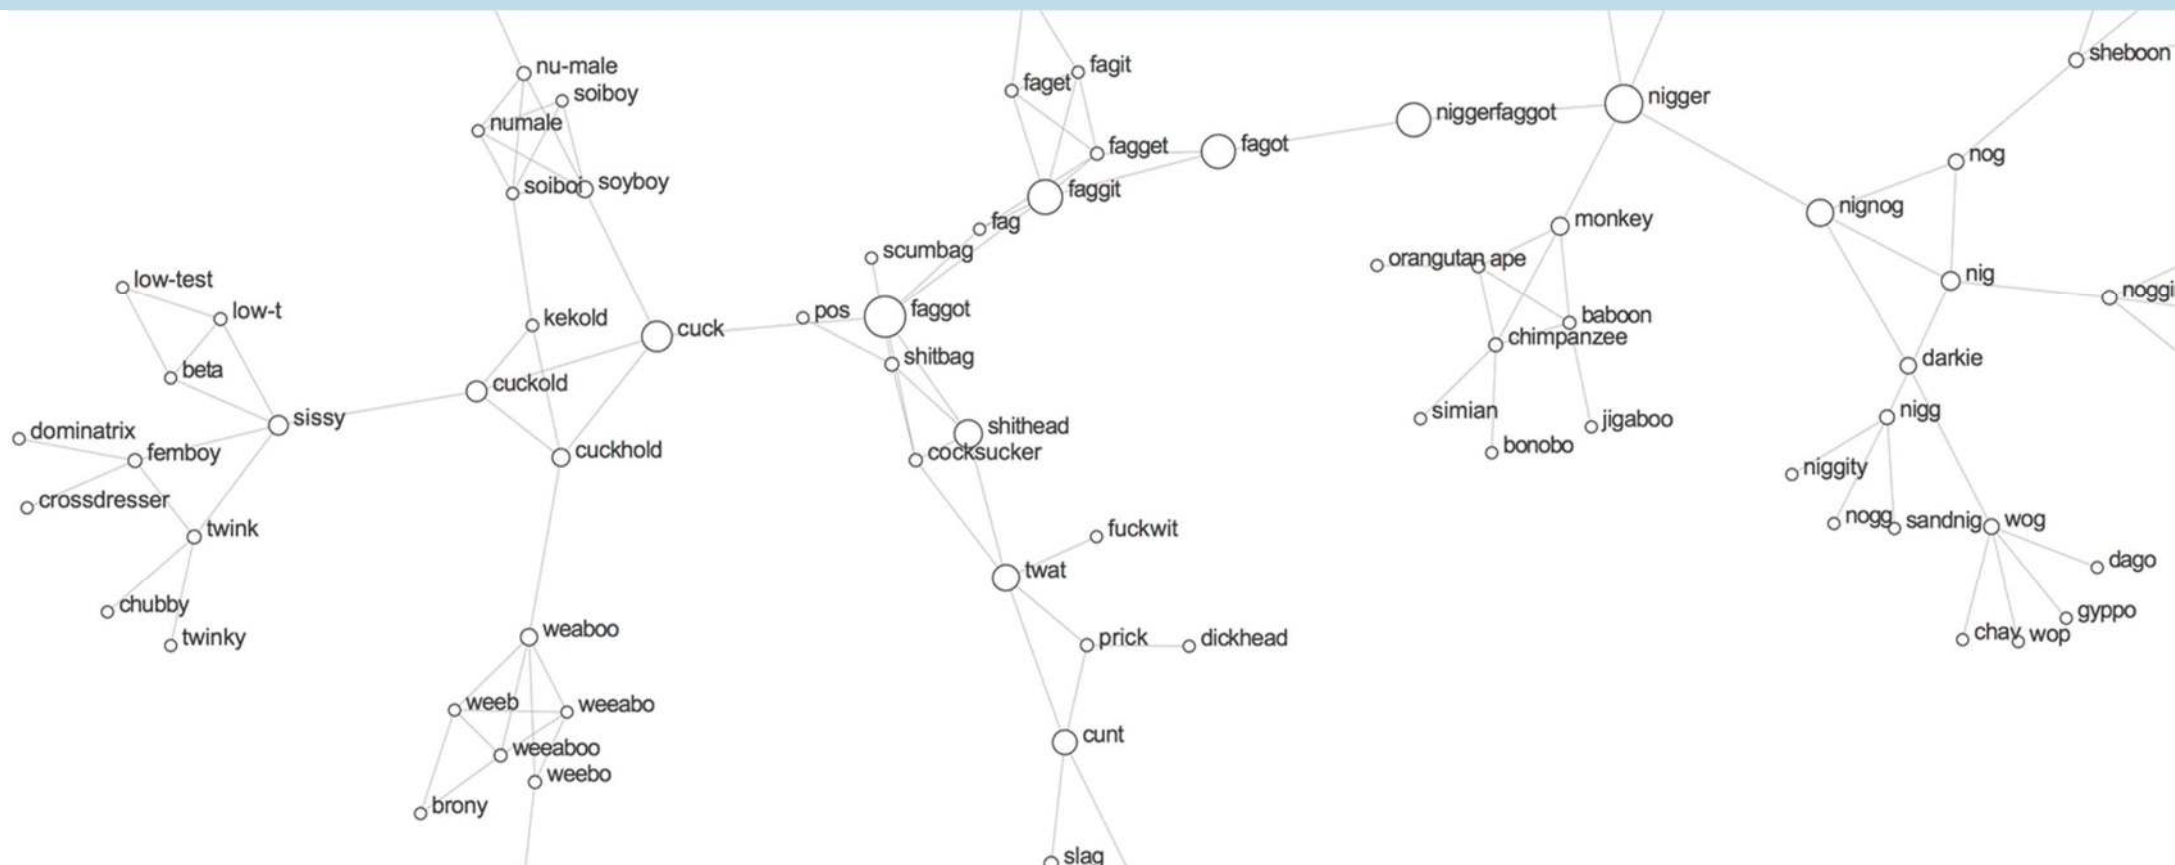 nu-male
soiboy
numale
soiboi
soyboy
low-test
low-t
beta
sissy
dominatrix
femboy
crossdresser
twink
chubby
twinky
kekold
cuck
cuckold
cuckhold
weaboo
weeb
weeabo
weeaboo
weebo
brony
fagit
faget
fagget
fagot
faggit
fag
scumbag
pos
faggot
shitbag
shithead
cocksucker
fuckwit
twat
prick
dickhead
cunt
slag
niggerfaggot
nigger
monkey
orangutan
ape
baboon
chimpanzee
simian
jigaboo
bonobo
sheboon
nog
nignog
nig
noggi
darkie
nigg
niggity
nogg
sandnig
wog
dago
gyppo
chav
wop